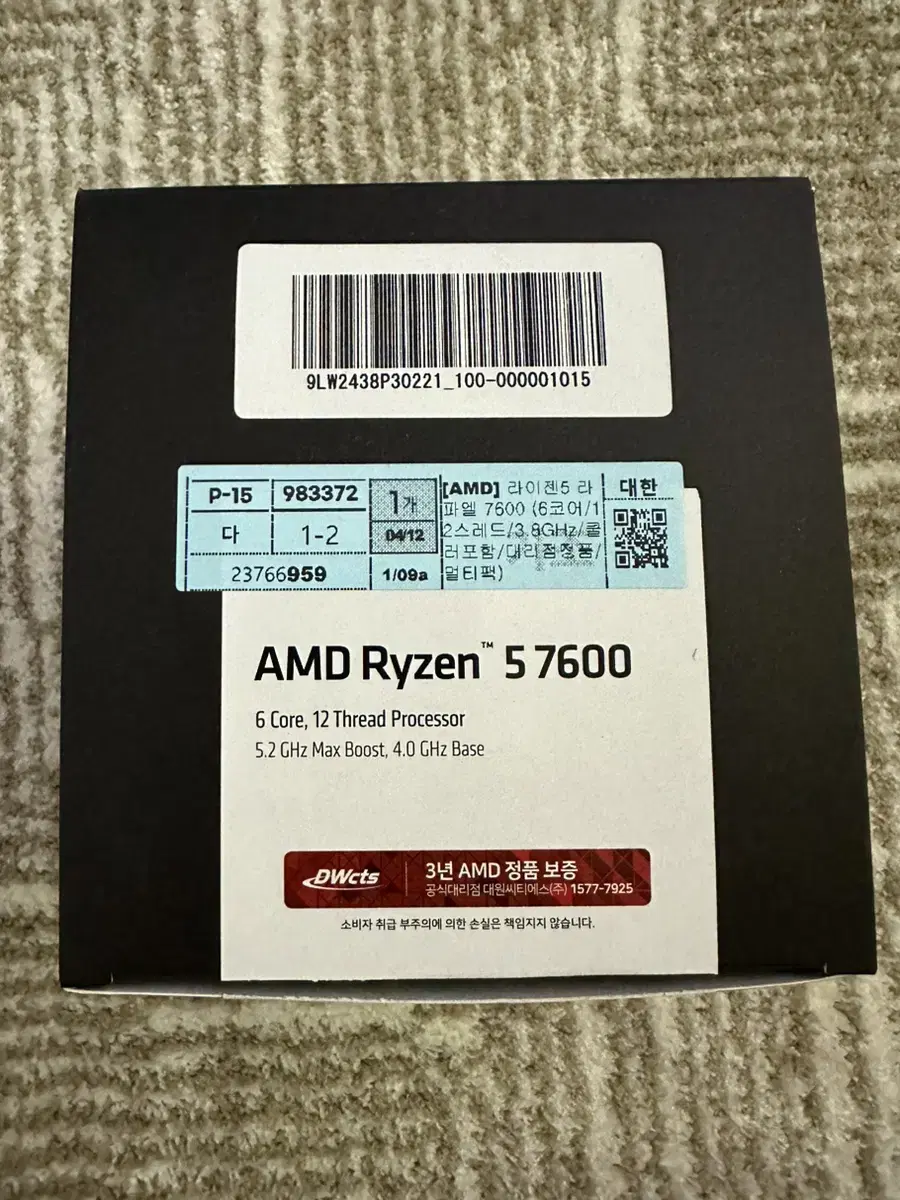 9LW2438P30221_100-000001015
P-15
983372
1개
[AMD] 라이젠5 라
대한
파엘 7600 (6코어/1
다
1-2
04/12
2스레드/3.8GHz/쿨
러포함/대리점정품/
23766959
1/09a
멀티팩)
AMD Ryzen™ 5 7600
6 Core, 12 Thread Processor
5.2 GHz Max Boost, 4.0 GHz Base
DWcts
3년 AMD 정품 보증
공식대리점 대원씨티에스(주) 1577-7925
소비자 취급 부주의에 의한 손실은 책임지지 않습니다.